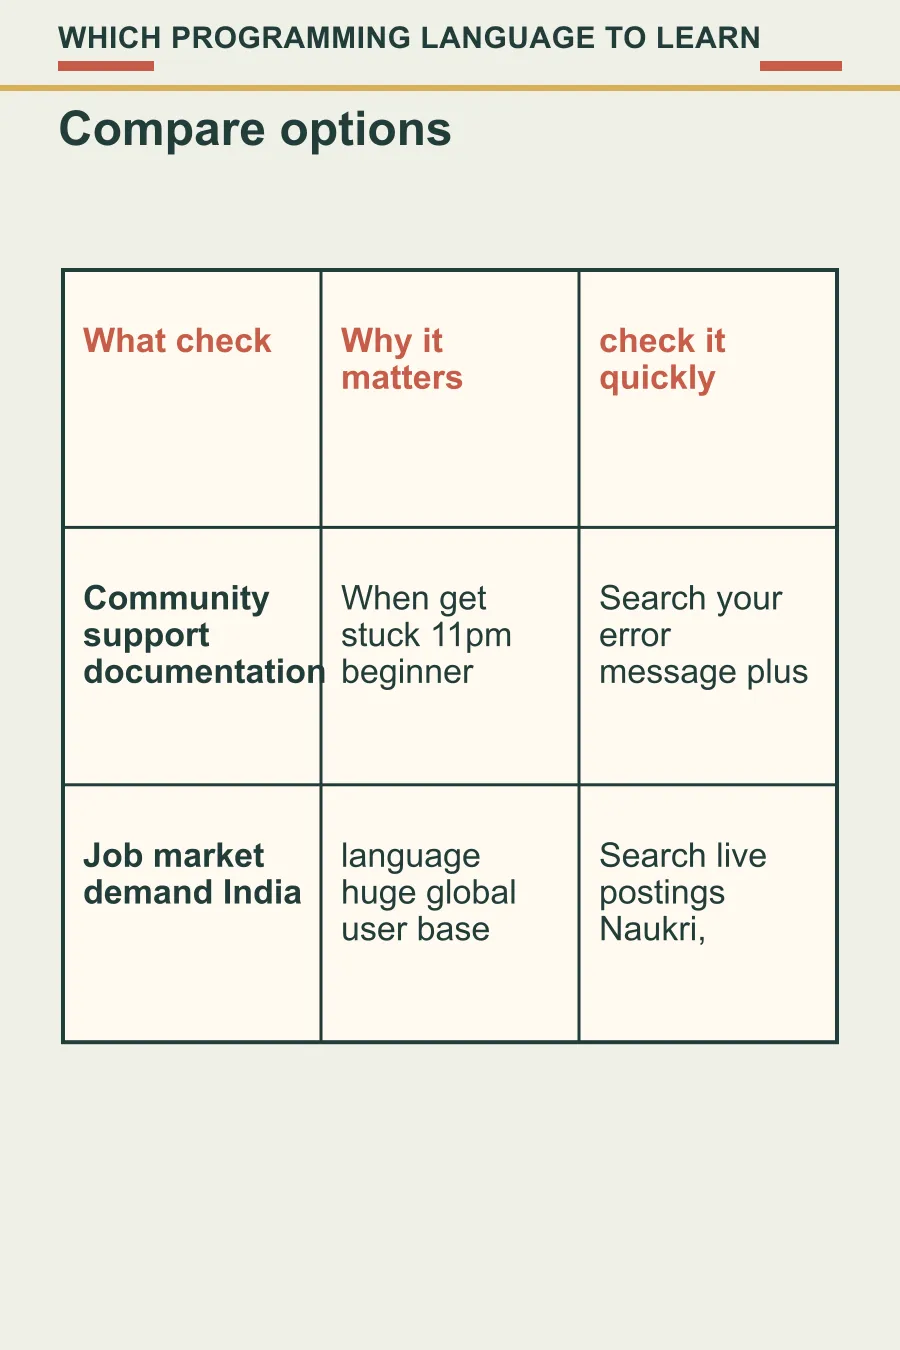 WHICH PROGRAMMING LANGUAGE TO LEARN
Compare options
What check
Why it
matters
check it
quickly
Community
support
documentation
When get
stuck 11pm
beginner
Search your
error
message plus
Job market
demand India
language
huge global
user base
Search live
postings
Naukri,